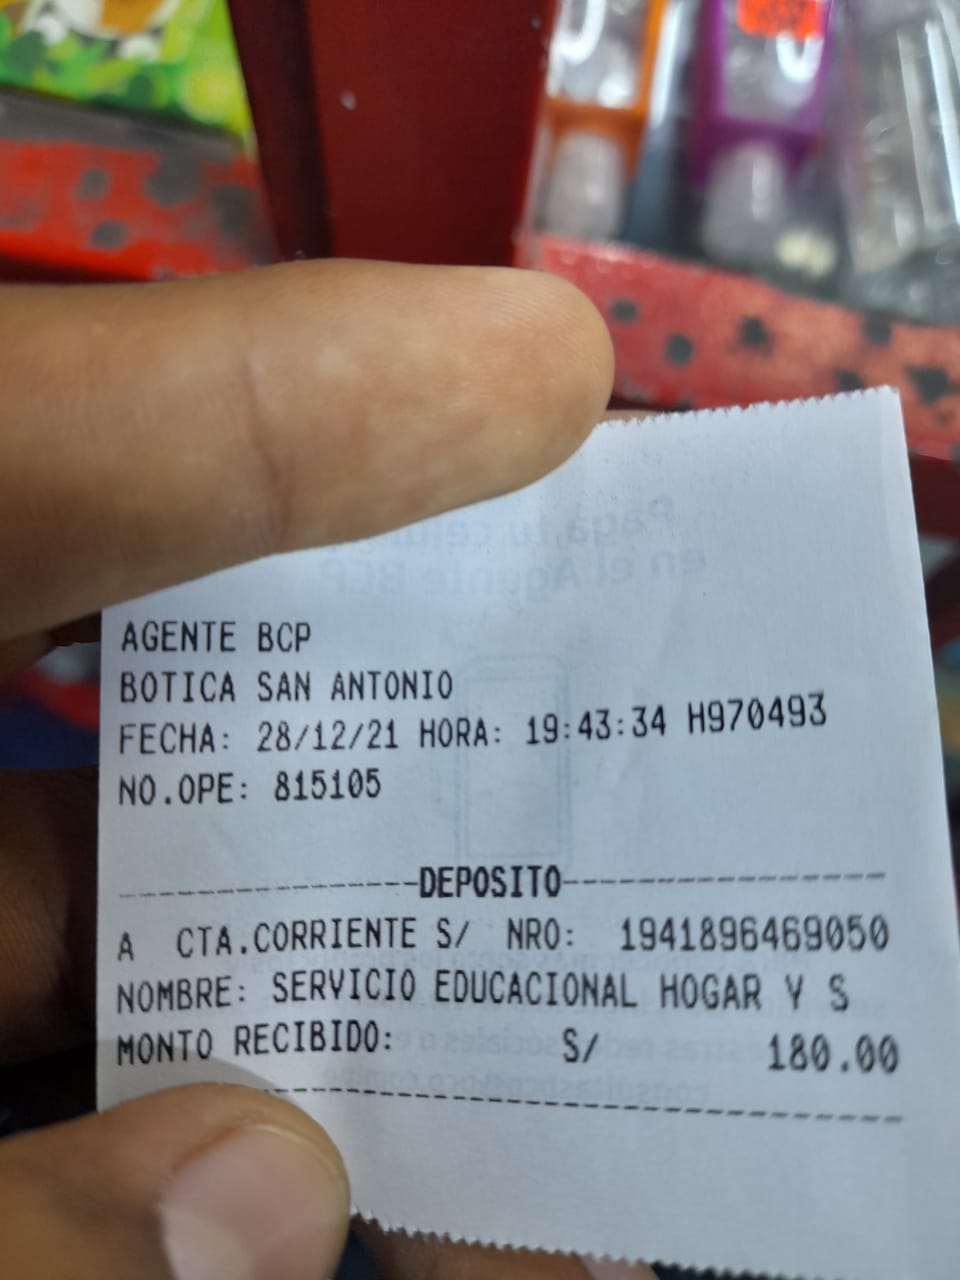 AGENTE BCP
BOTICA SAN ANTONIO
FECHA: 28/12/21 HORA: 19:43:34 H970493
NO.OPE: 815105
DEPOSITO
A CTA.CORRIENTE S/ NRO: 1941896469050
NOMBRE: SERVICIO EDUCACIONAL HOGAR Y S
MONTO RECIBIDO: S/ 180.00